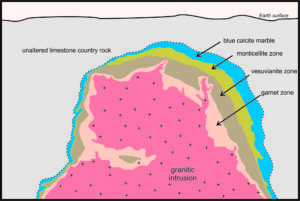 Earth surface
blue calcite marble
unaltered limestone country rock
monticellite zone
vesuvianite zone
garnet zone
granitic
intrusion